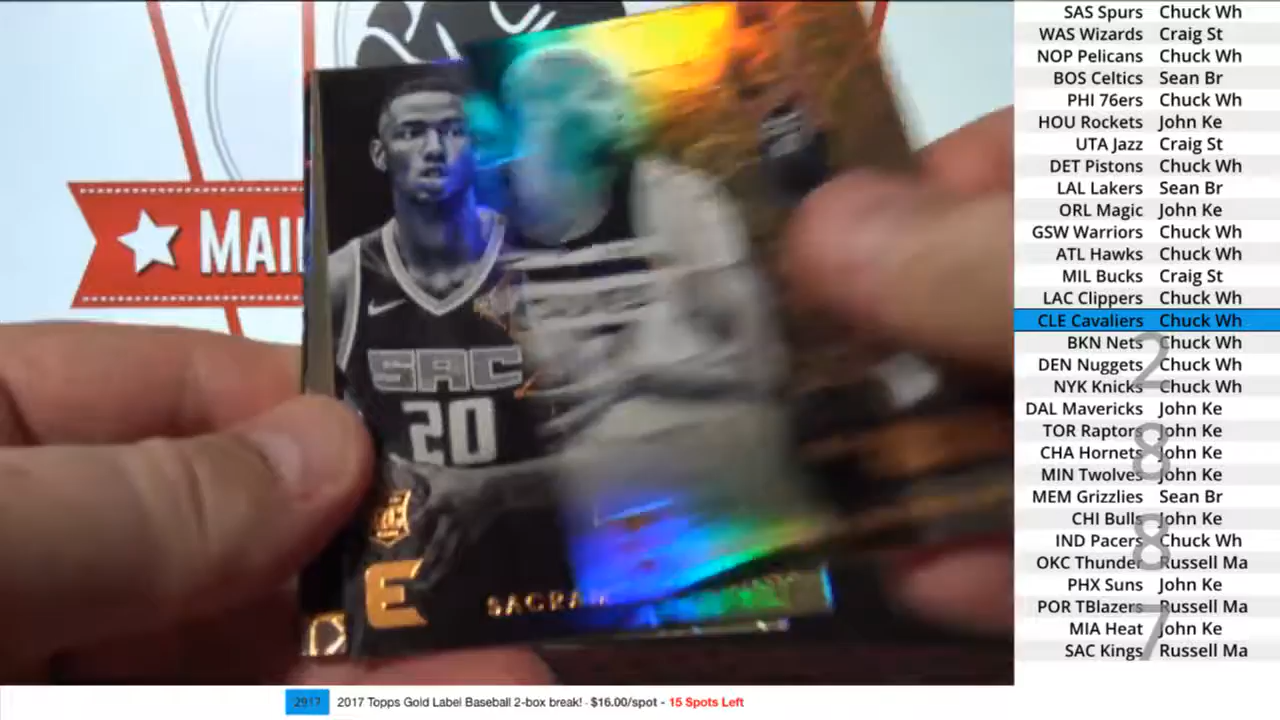 MAI
SAC
20
E
SACRA
SAS Spurs Chuck Wh
WAS Wizards Craig St
NOP Pelicans Chuck Wh
BOS Celtics Sean Br
PHI 76ers Chuck Wh
HOU Rockets John Ke
UTA Jazz Craig St
DET Pistons Chuck Wh
LAL Lakers Sean Br
ORL Magic John Ke
GSW Warriors Chuck Wh
ATL Hawks Chuck Wh
MIL Bucks Craig St
LAC Clippers Chuck Wh
CLE Cavaliers Chuck Wh
BKN Nets Chuck Wh
DEN Nuggets Chuck Wh
NYK Knicks Chuck Wh
DAL Mavericks John Ke
TOR Raptors John Ke
CHA Hornets John Ke
MIN Twolves John Ke
MEM Grizzlies Sean Br
CHI Bulls John Ke
IND Pacers Chuck Wh
OKC Thunder Russell Ma
PHX Suns John Ke
POR TBlazers Russell Ma
MIA Heat John Ke
SAC Kings Russell Ma
2
8
8
7
2917 2017 Topps Gold Label Baseball 2-box break! - $16.00/spot - 15 Spots Left